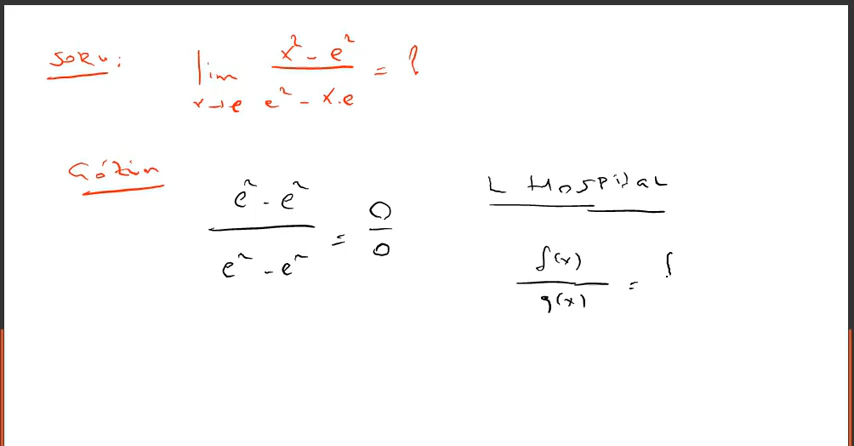 Soru: lim x→e (x² - e²)/(e² - x.e) = ?
Çözüm
(e² - e²)/(e² - e²) = 0/0
L Hospital
f(x)/g(x) =